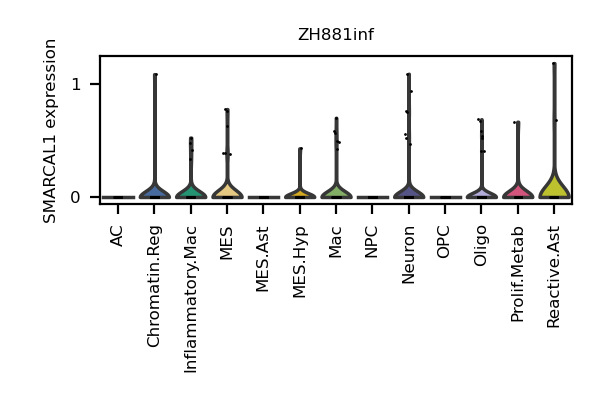 ZH881inf
SMARCAL1 expression
1
0
AC
Chromatin.Reg
Inflammatory.Mac
MES
MES.Ast
MES.Hyp
Mac
NPC
Neuron
OPC
Oligo
Prolif.Metab
Reactive.Ast